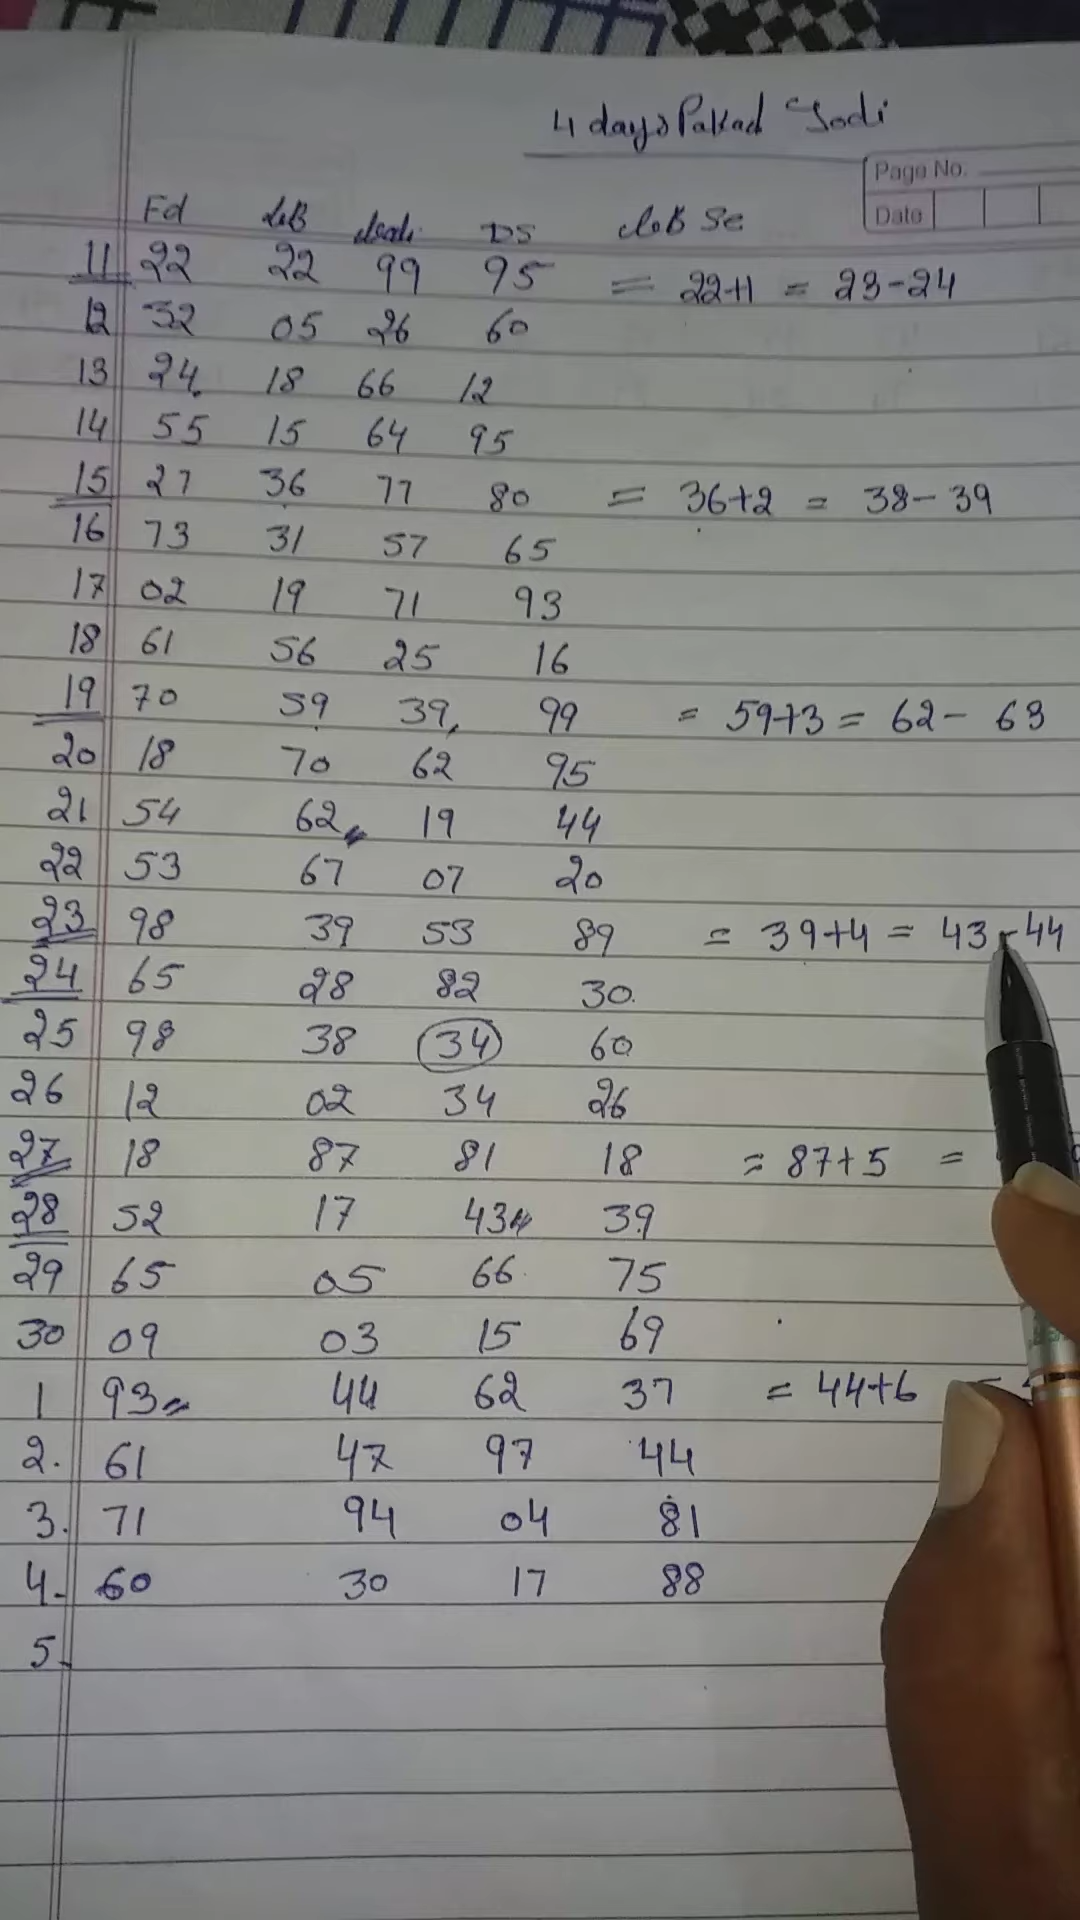 4 days Pakad Jodi
Page No.
Date
Fd DS Se
11 22 22 99 95 = 22+1 = 23-24
12 32 05 26 60
13 24. 18 66 12
14 55 15 64 95
15 27 36 77 80 = 36+2 = 38-39
16 73 31 57 65
17 02 19 71 93
18 61 56 25 16
19 70 59 39, 99 = 59+3 = 62- 63
20 18 70 62 95
21 54 62 19 44
22 53 67 07 20
23 98 39 53 89 = 39+4 = 43-44
24 65 28 82 30.
25 98 38 34 60
26 12 02 34 26
27 18 87 81 18 = 87+5 =
28 52 17 43 39
29 65 05 66 75
30 09 03 15 69
1 93 44 62 37 = 44+6 =
2. 61 47 97 44
3. 71 94 04 81
4. 60 30 17 88
5.